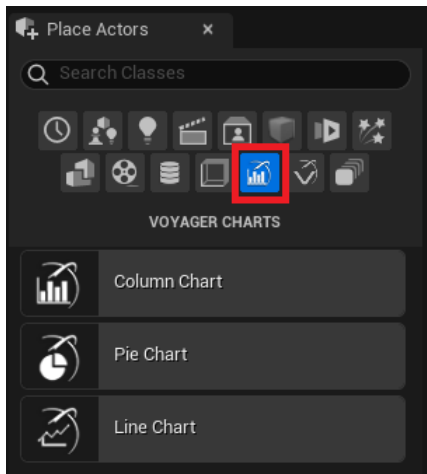 Place Actors
Search Classes
VOYAGER CHARTS
Column Chart
Pie Chart
Line Chart